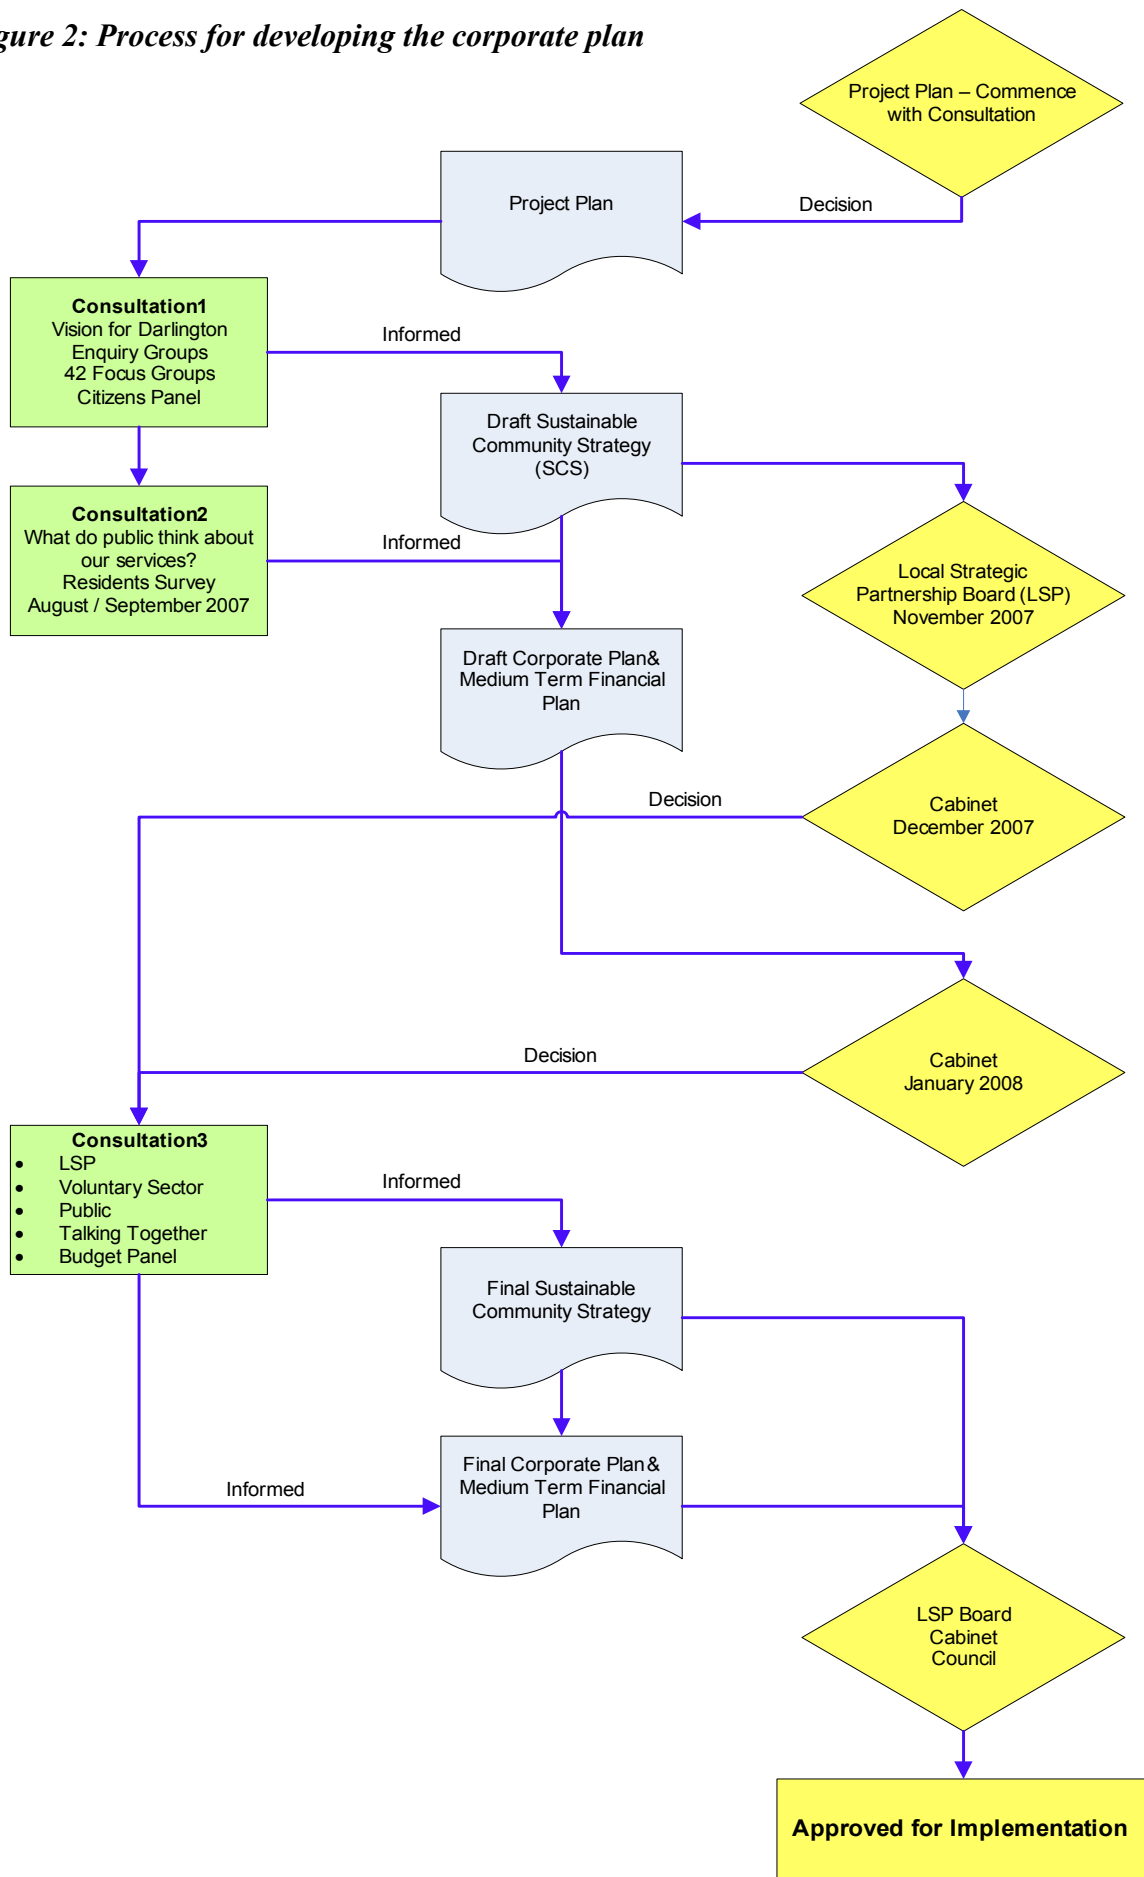 gure 2: Process for developing the corporate plan
Project Plan – Commence
with Consultation
Decision
Project Plan
Consultation1
Vision for Darlington
Enquiry Groups
42 Focus Groups
Citizens Panel
Informed
Draft Sustainable
Community Strategy
(SCS)
Consultation2
What do public think about
our services?
Residents Survey
August / September 2007
Informed
Local Strategic
Partnership Board (LSP)
November 2007
Draft Corporate Plan&
Medium Term Financial
Plan
Decision
Cabinet
December 2007
Decision
Cabinet
January 2008
Consultation3
• LSP
• Voluntary Sector
• Public
• Talking Together
• Budget Panel
Informed
Final Sustainable
Community Strategy
Informed
Final Corporate Plan&
Medium Term Financial
Plan
LSP Board
Cabinet
Council
Approved for Implementation